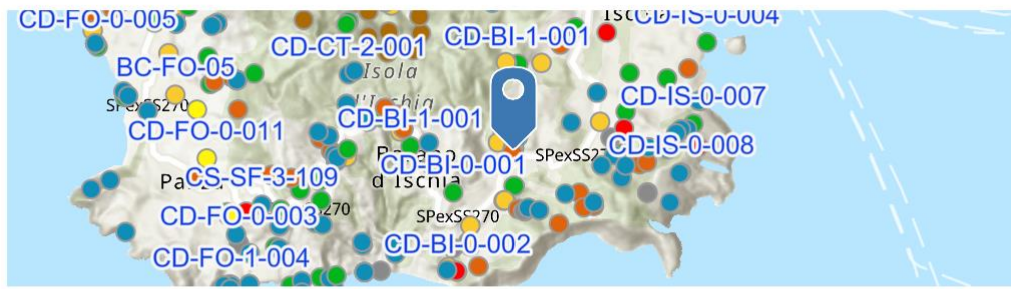 CD-FO-0-005
CD-IS-0-004
CD-CT-2-001
CD-BI-1-001
BC-FO-05
Isola
d'Ischia
CD-IS-0-007
CD-BI-1-001
CD-FO-011
CD-IS-0-008
CD-BI-0-001
d'Ischia
CS-SF-3-109
CD-FO-0-003
SPexSS270
CD-BI-0-002
CD-FO-1-004